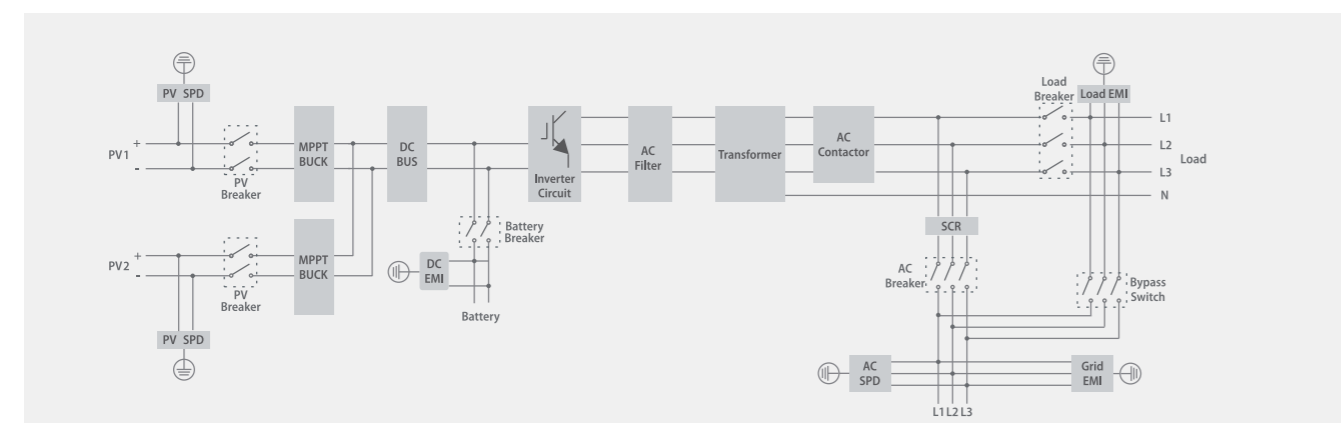 PV SPD
PV1
+
-
PV
Breaker
MPPT
BUCK
DC
BUS
Inverter
Circuit
AC
Filter
Transformer
AC
Contactor
Load
Breaker
Load EMI
L1
L2
L3
N
Load
PV2
+
-
PV
Breaker
MPPT
BUCK
PV SPD
Battery
Breaker
DC
EMI
Battery
SCR
AC
Breaker
Bypass
Switch
AC
SPD
Grid
EMI
L1 L2 L3